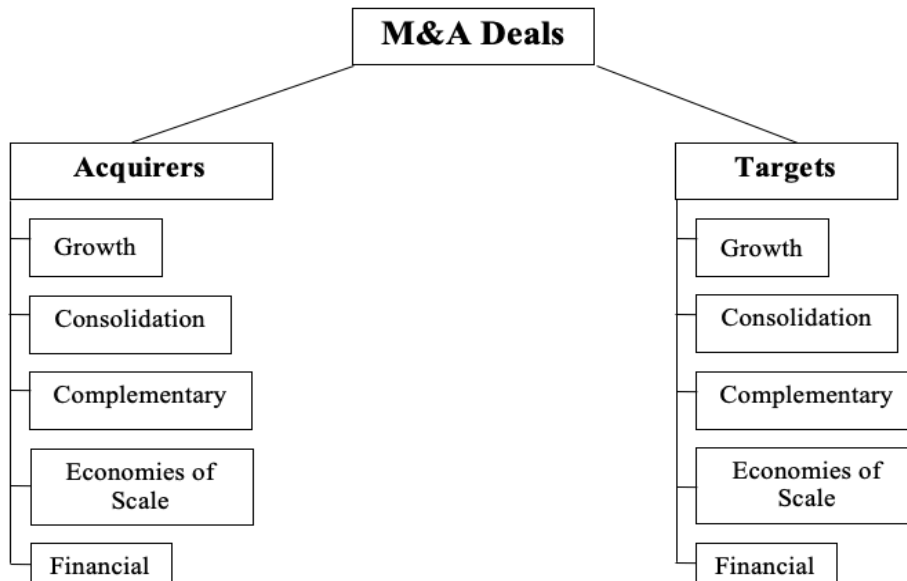 M&A Deals
Acquirers
Growth
Consolidation
Complementary
Economies of
Scale
Financial
Targets
Growth
Consolidation
Complementary
Economies of
Scale
Financial